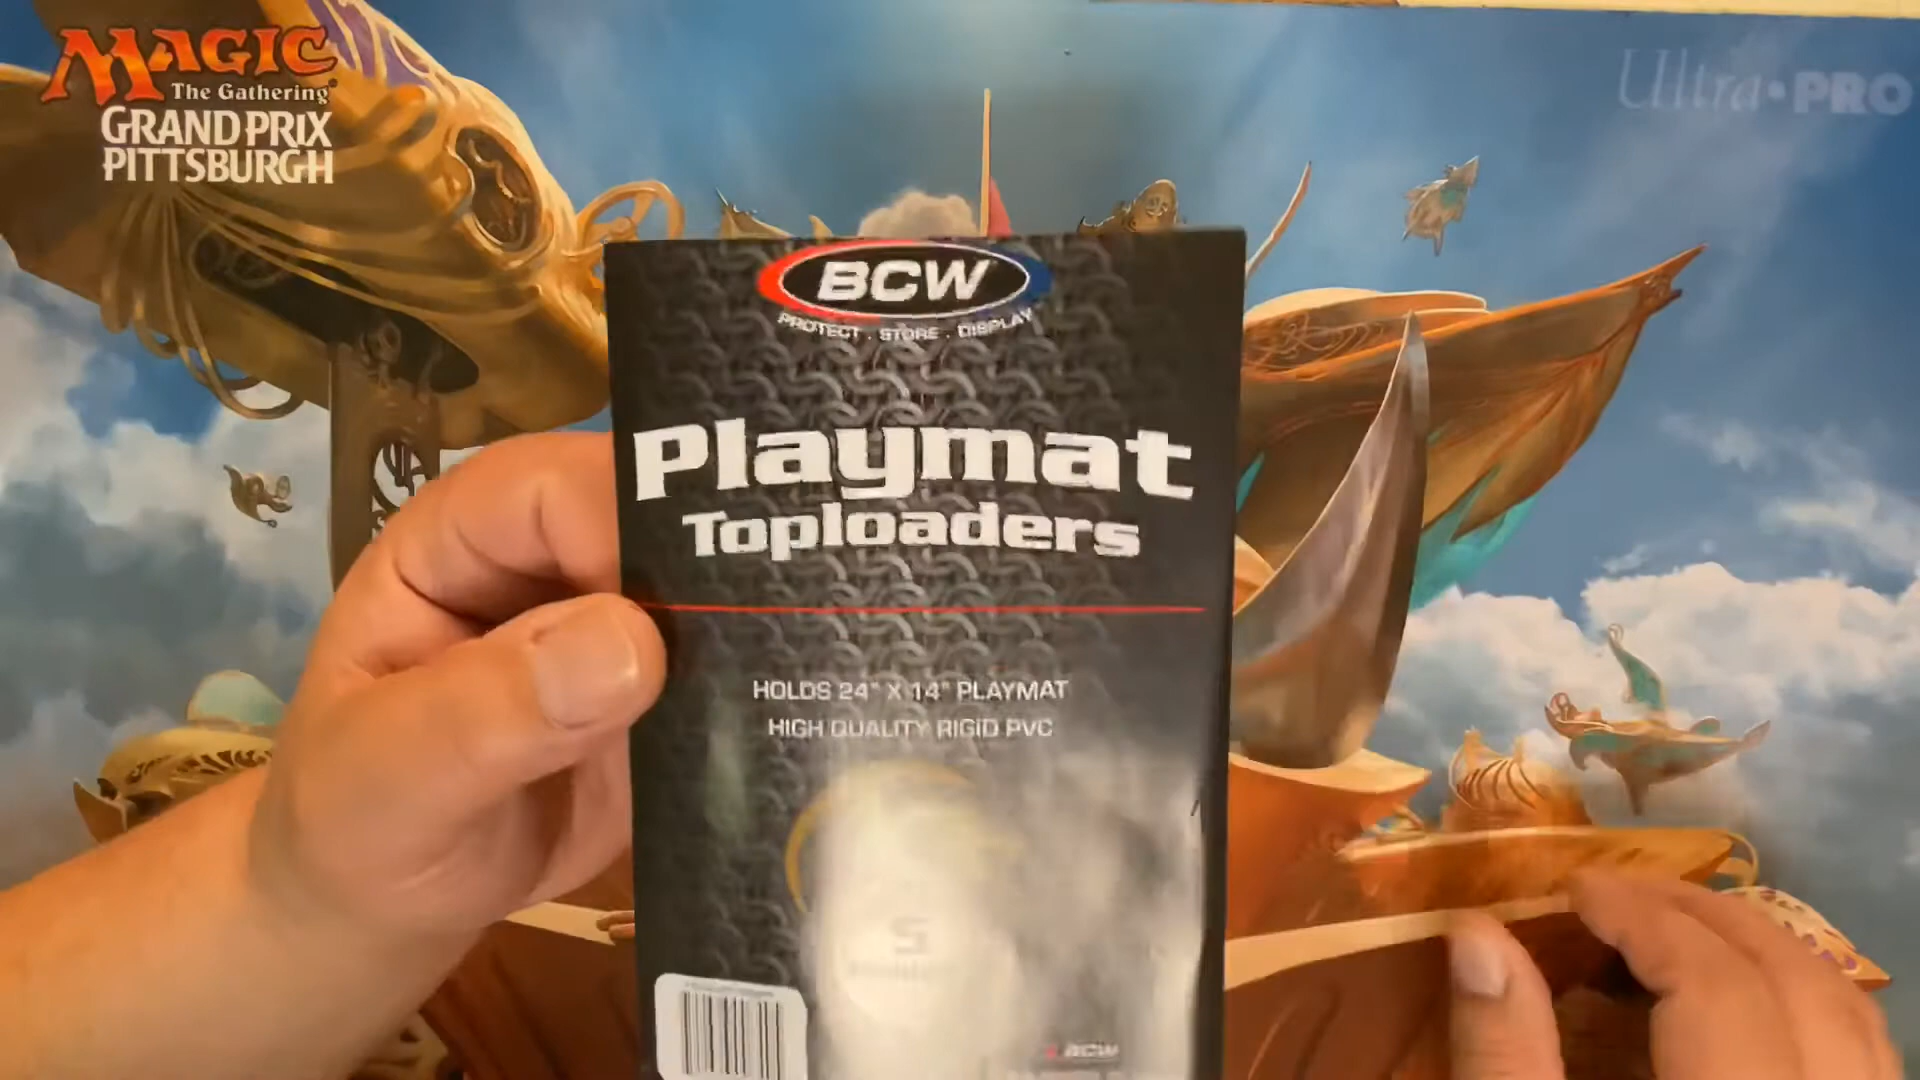 MAGIC
The Gathering®
GRAND PRIX
PITTSBURGH
Ultra•PRO
BCW
PROTECT . STORE . DISPLAY
Playmat
Toploaders
HOLDS 24" X 14" PLAYMAT
HIGH QUALITY RIGID PVC
5
BCW